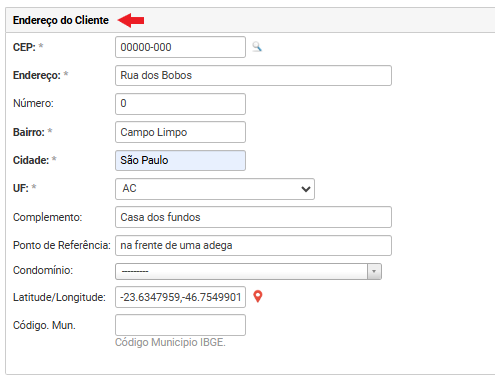 Endereço do Cliente
CEP: * 00000-000
Endereço: * Rua dos Bobos
Número: 0
Bairro: * Campo Limpo
Cidade: * São Paulo
UF: * AC
Complemento: Casa dos fundos
Ponto de Referência: na frente de uma adega
Condomínio: ---------
Latitude/Longitude: -23.6347959,-46.7549901
Código. Mun.
Código Municipio IBGE.